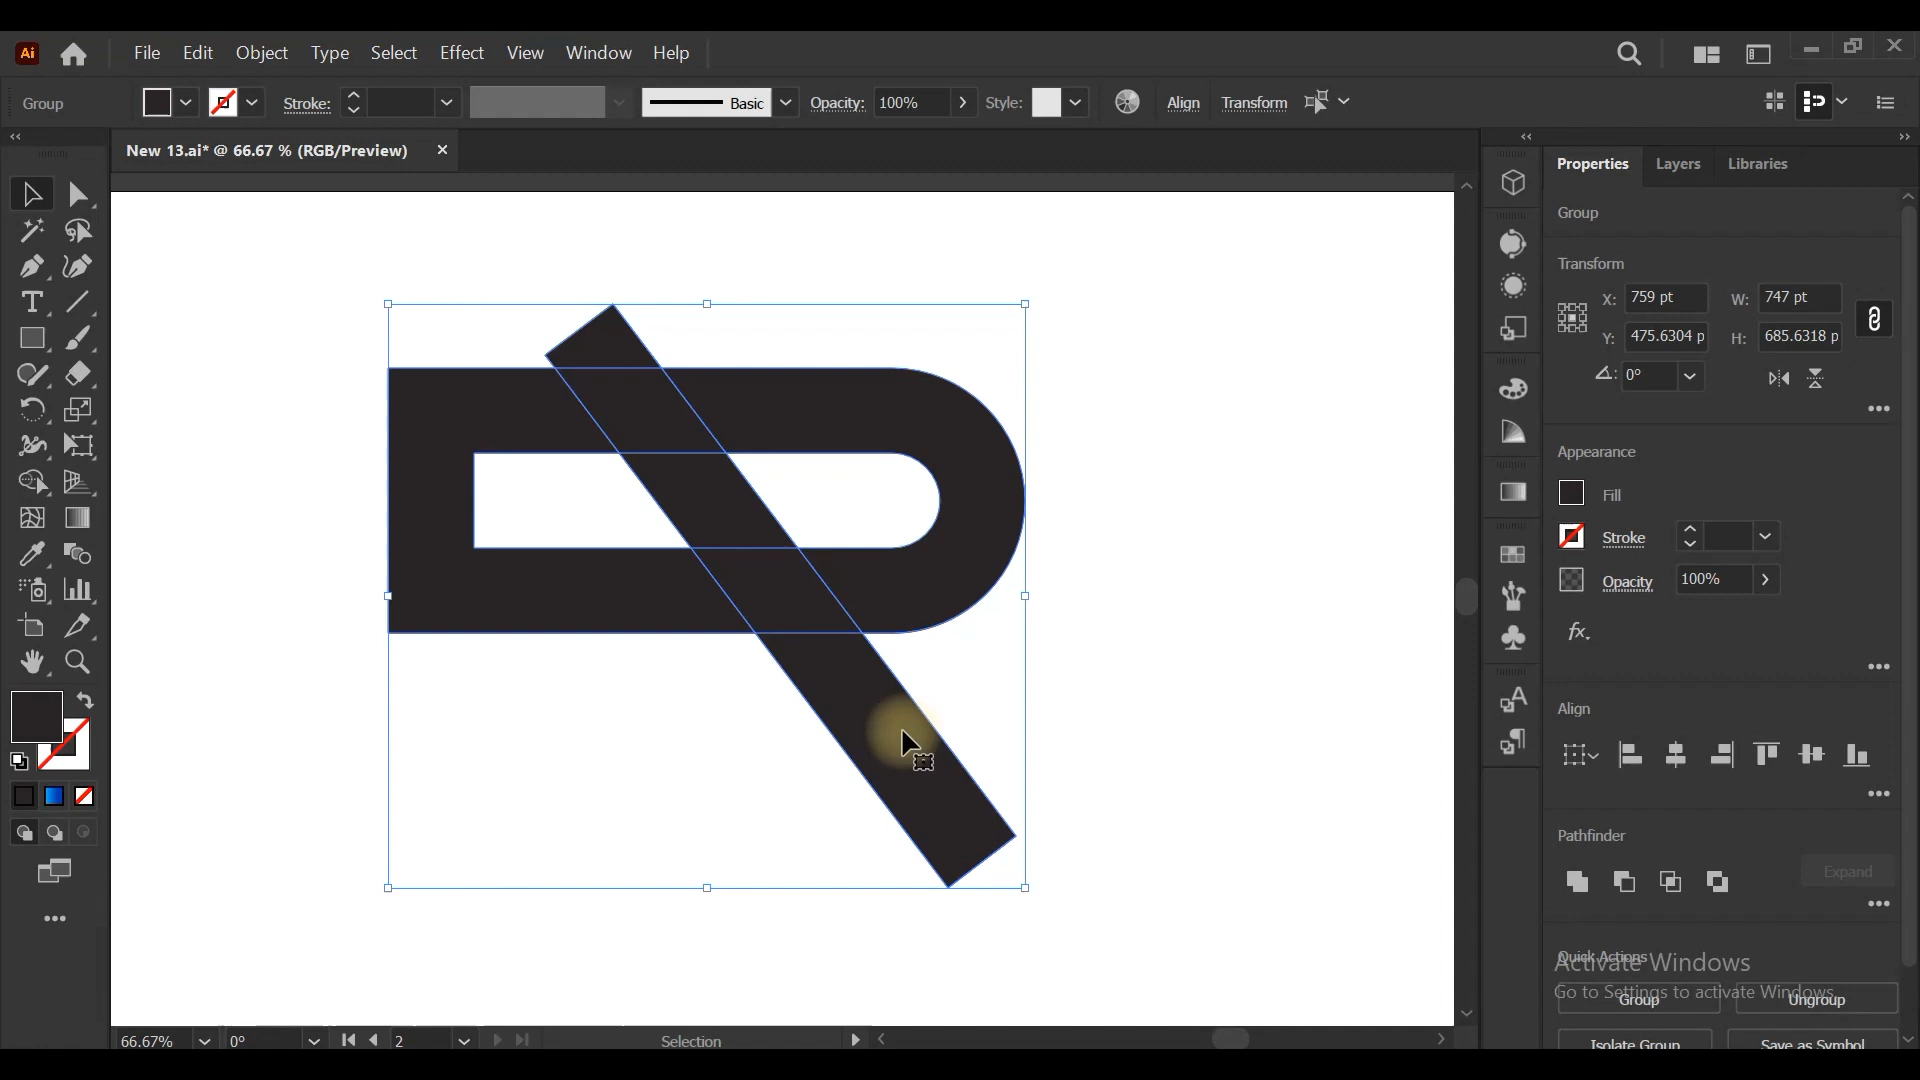 Ai File Edit Object Type Select Effect View Window Help
Group Stroke: Basic Opacity: 100% Style: Align Transform
New 13.ai* @ 66.67 % (RGB/Preview)
Properties Layers Libraries
Group
Transform
X: 759 pt W: 747 pt
Y: 475.6304 p H: 685.6318 p
0°
Appearance
Fill
Stroke
Opacity 100%
fx
Align
Pathfinder
Expand
Quick Actions
Activate Windows
Go to Settings to activate Windows.
Group Ungroup
Isolate Group Save as Symbol
66.67% 0° 2 Selection